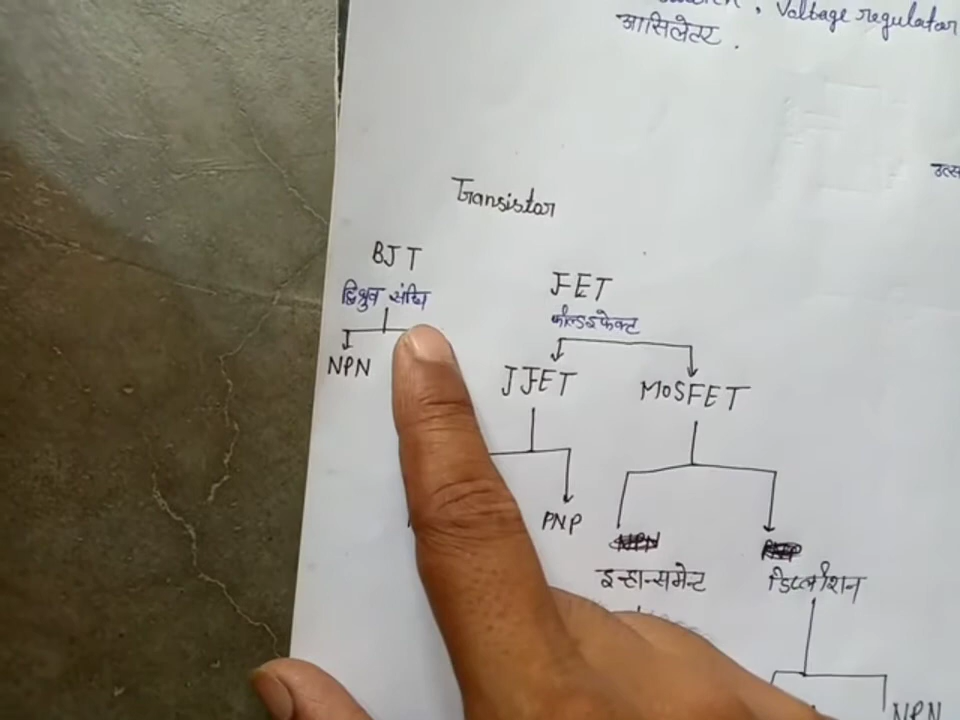 , Voltage regulator
आसिलेटर .
Transistor
BJT
द्विध्रुव संधि
FET
फील्डइफेक्ट
NPN
JFET
MOSFET
PNP
इन्हान्समेन्ट
डिप्लीशन
NPN